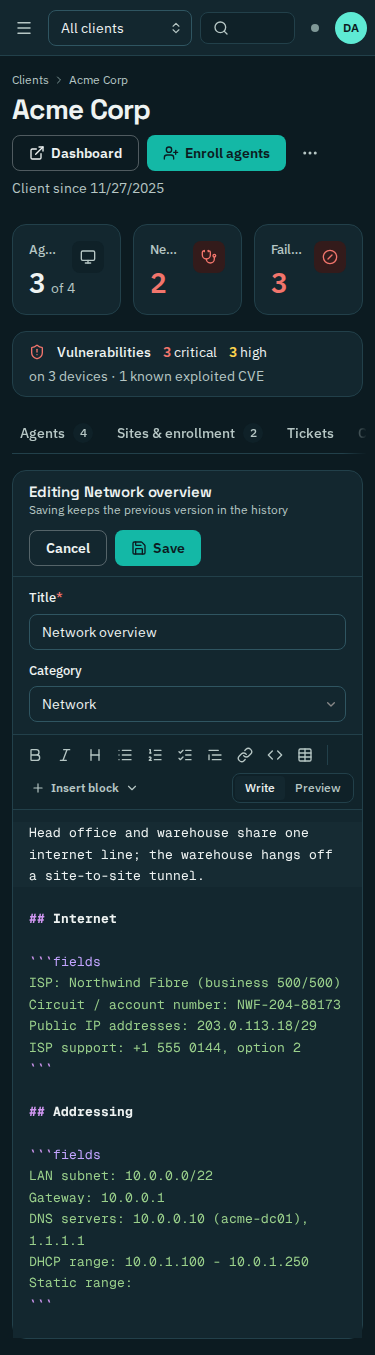 All clients
DA
Clients > Acme Corp
Acme Corp
Dashboard
Enroll agents
Client since 11/27/2025
Ag...
3 of 4
Ne...
2
Fail...
3
Vulnerabilities 3 critical 3 high
on 3 devices · 1 known exploited CVE
Agents 4 Sites & enrollment 2 Tickets
Editing Network overview
Saving keeps the previous version in the history
Cancel
Save
Title*
Network overview
Category
Network
Insert block
Write
Preview
Head office and warehouse share one
internet line; the warehouse hangs off
a site-to-site tunnel.
## Internet
```fields
ISP: Northwind Fibre (business 500/500)
Circuit / account number: NWF-204-88173
Public IP addresses: 203.0.113.18/29
ISP support: +1 555 0144, option 2
```
## Addressing
```fields
LAN subnet: 10.0.0.0/22
Gateway: 10.0.0.1
DNS servers: 10.0.0.10 (acme-dc01),
1.1.1.1
DHCP range: 10.0.1.100 - 10.0.1.250
Static range:
```